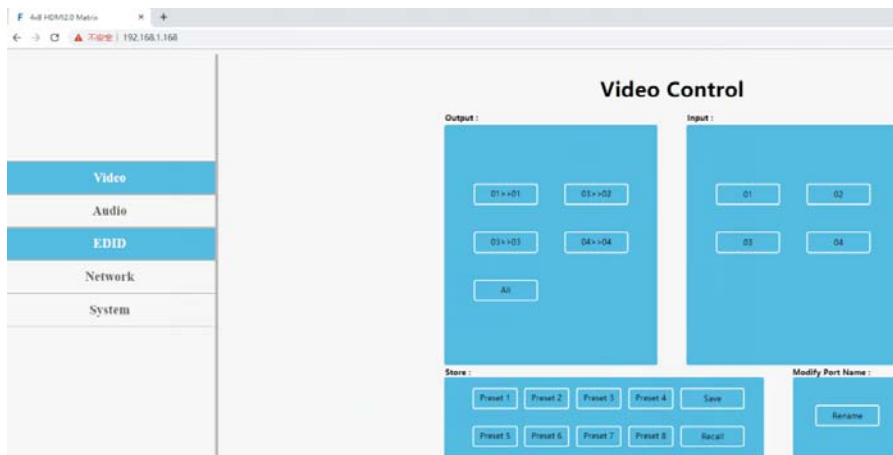 4x8 HDMI2.0 Matrix
不安全 | 192.168.1.168
Video Control
Output :
Input :
Video
Audio
EDID
Network
System
01>>01
03>>02
03>>03
04>>04
All
01
02
03
04
Store :
Preset 1
Preset 2
Preset 3
Preset 4
Save
Preset 5
Preset 6
Preset 7
Preset 8
Recall
Modify Port Name :
Rename